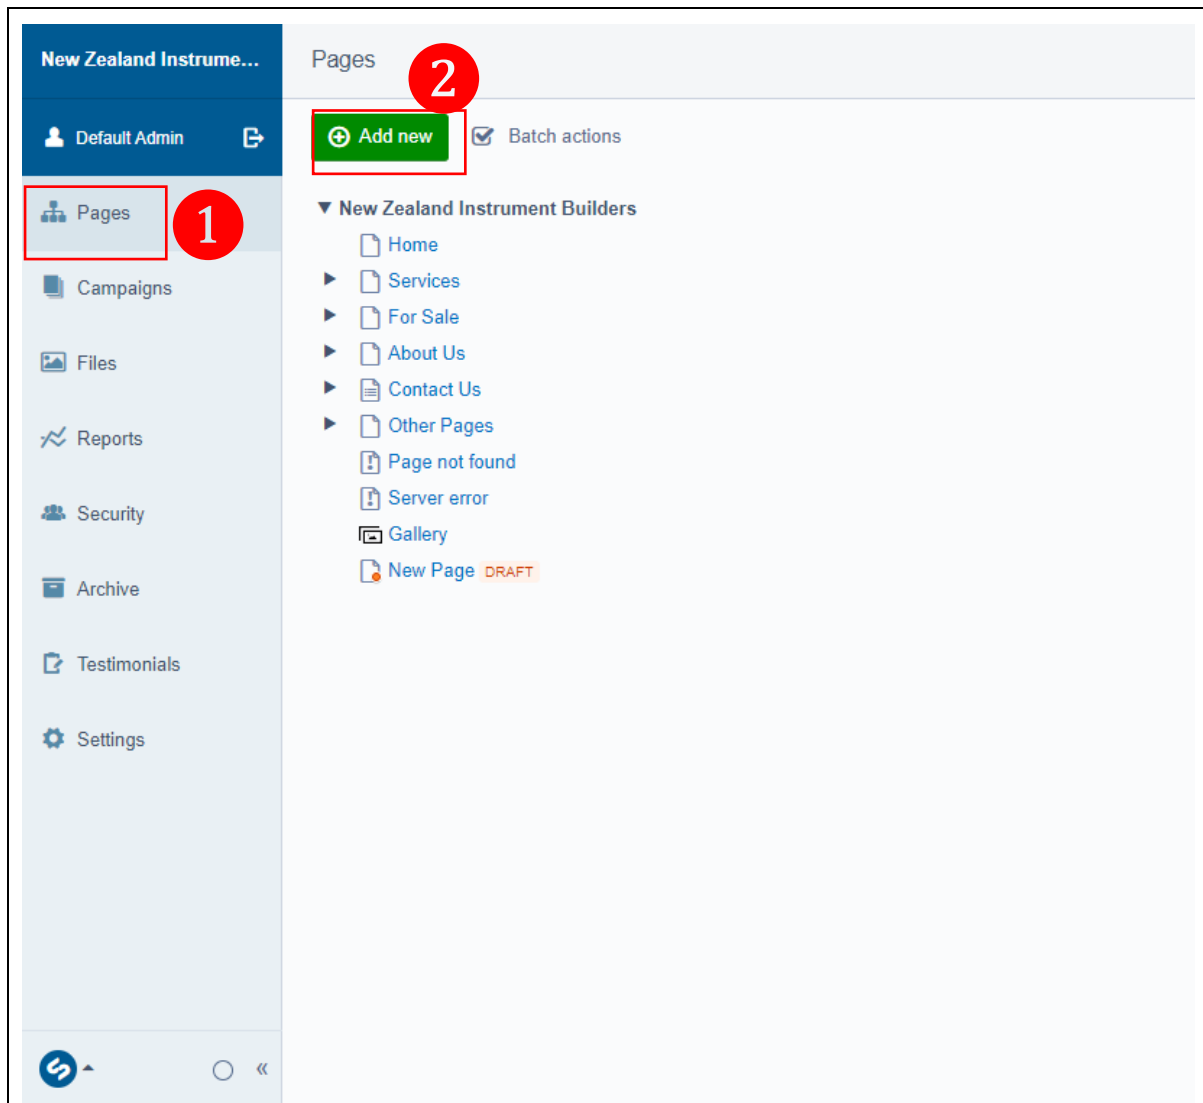 New Zealand Instrume...
Pages
2
Default Admin
Add new
Batch actions
Pages
1
New Zealand Instrument Builders
Home
Campaigns
Services
For Sale
Files
About Us
Contact Us
Reports
Other Pages
Page not found
Security
Server error
Gallery
Archive
New Page DRAFT
Testimonials
Settings